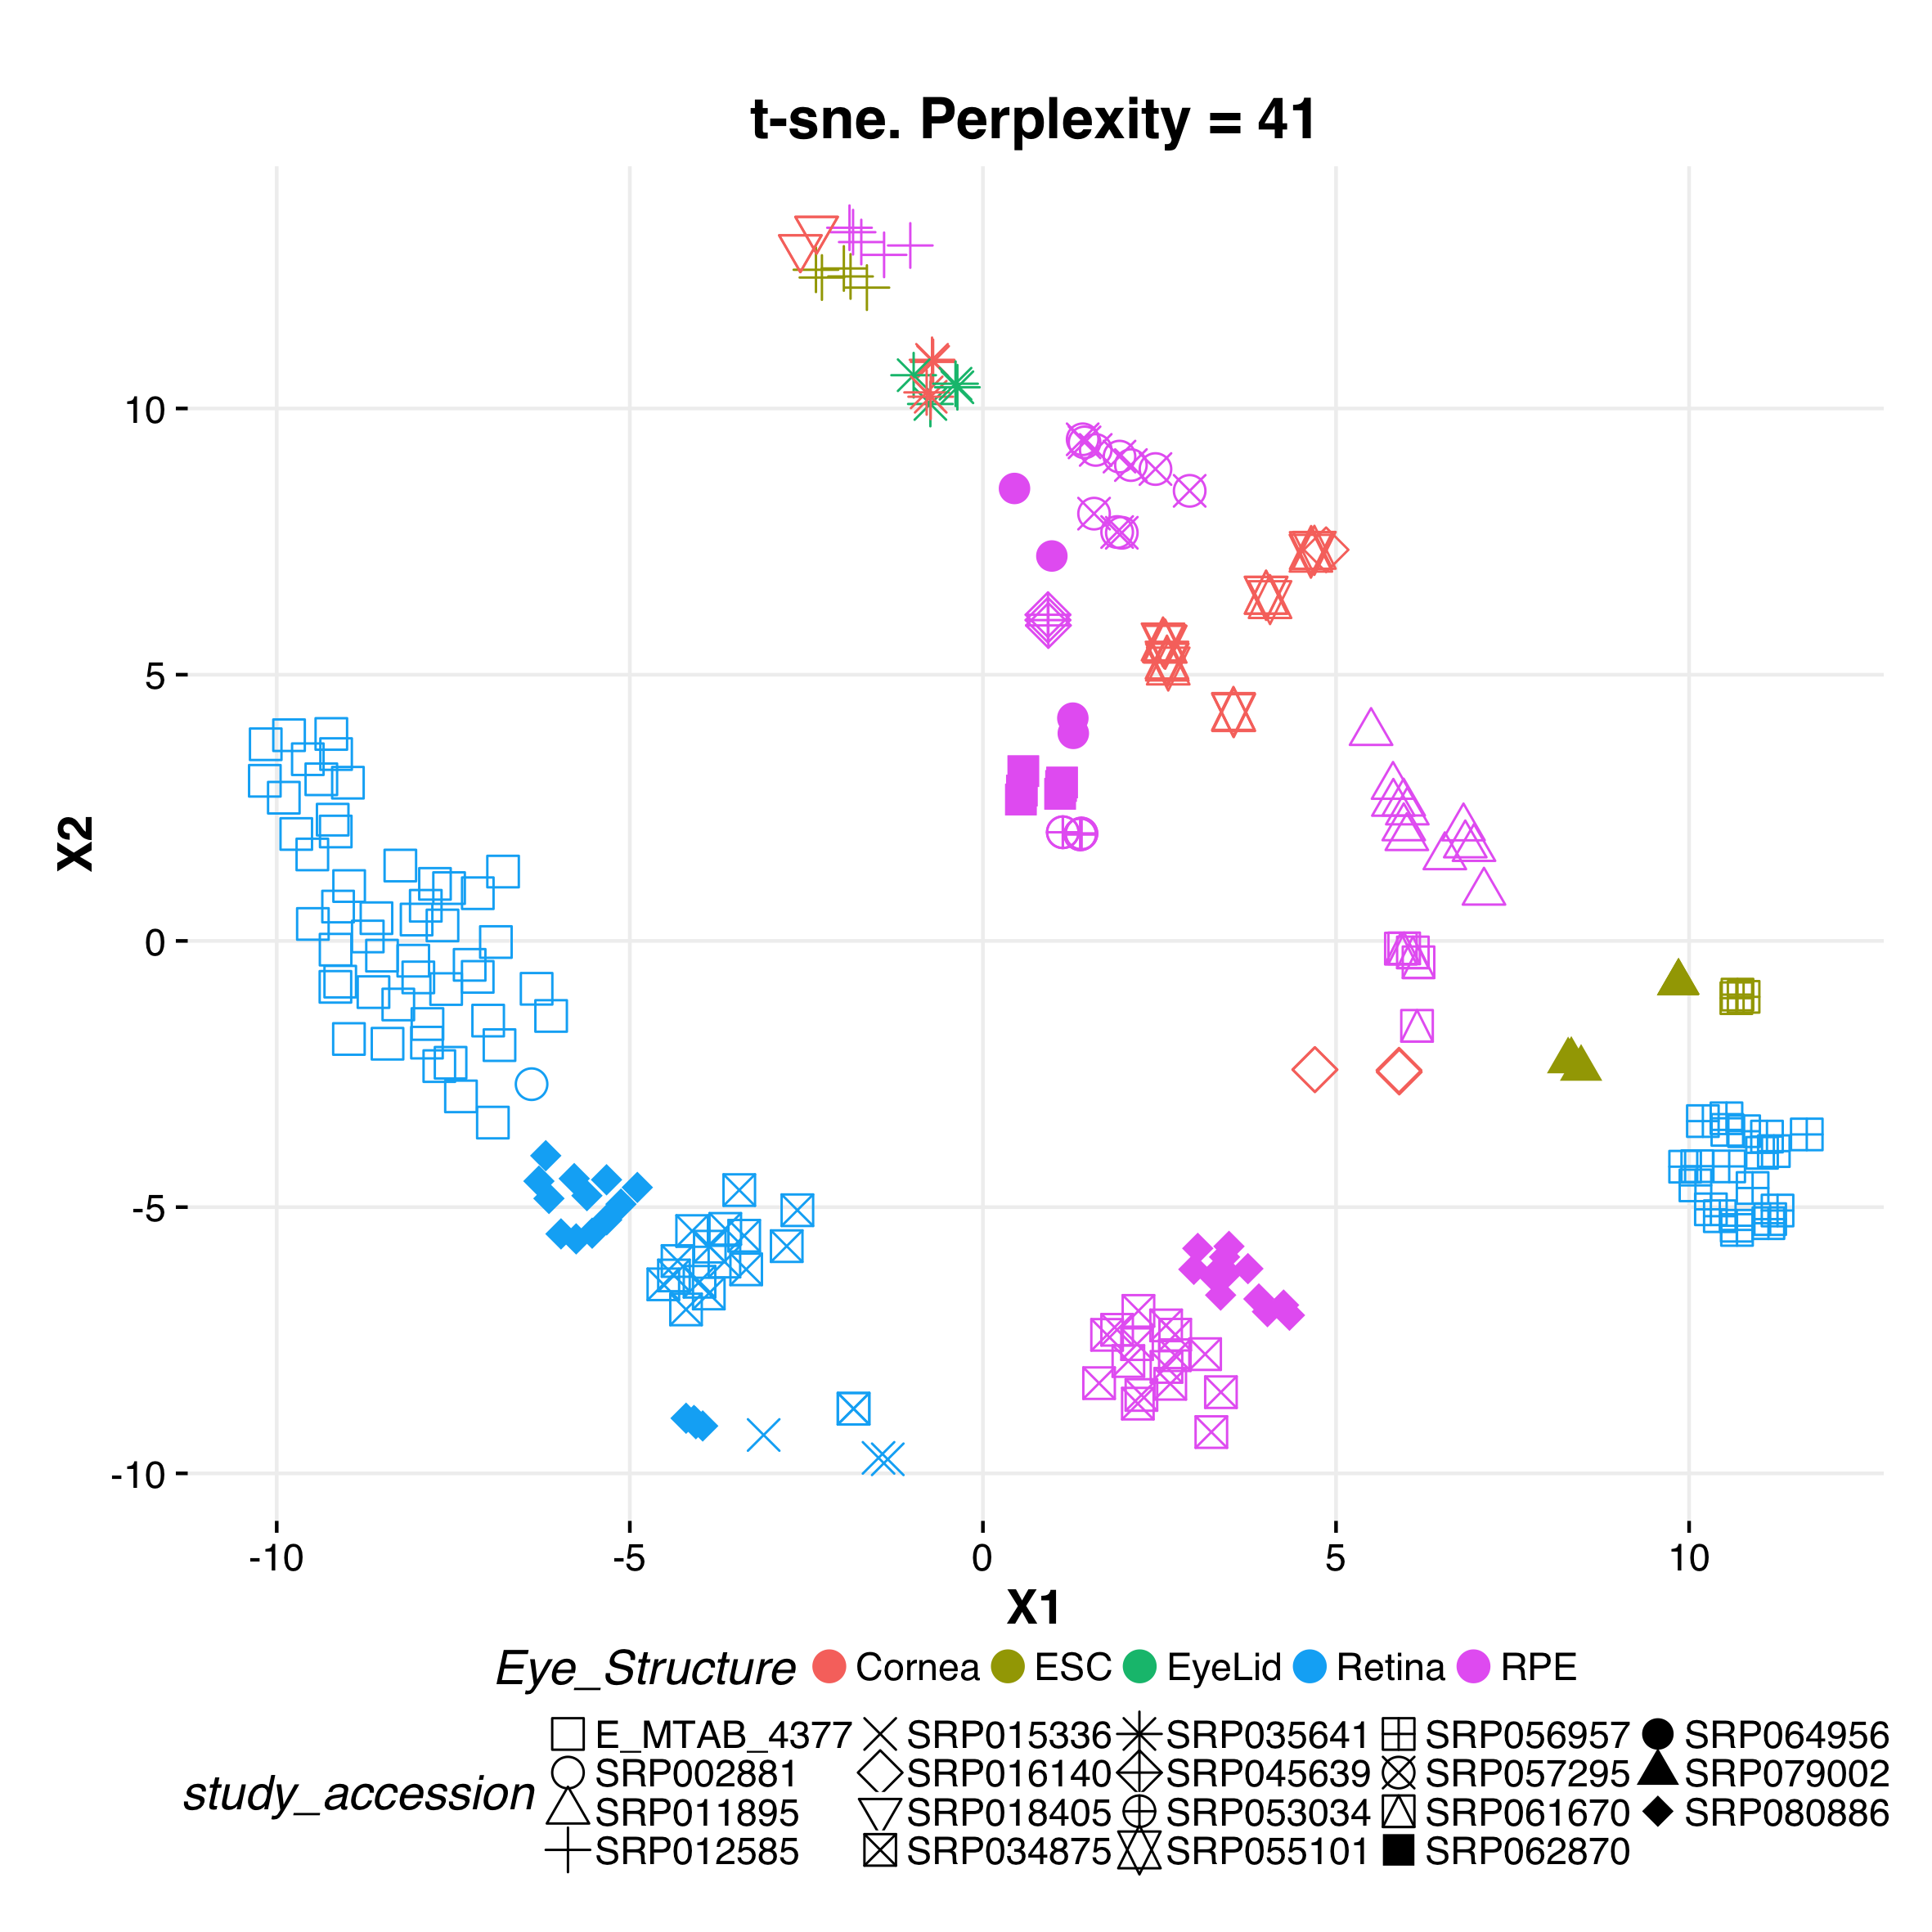 t-sne. Perplexity = 41
X2
10
5
0
-5
-10
-10 -5 0 5 10
X1
Eye_Structure Cornea ESC EyeLid Retina RPE
study_accession
E_MTAB_4377 SRP015336 SRP035641 SRP056957 SRP064956
SRP002881 SRP016140 SRP045639 SRP057295 SRP079002
SRP011895 SRP018405 SRP053034 SRP061670 SRP080886
SRP012585 SRP034875 SRP055101 SRP062870